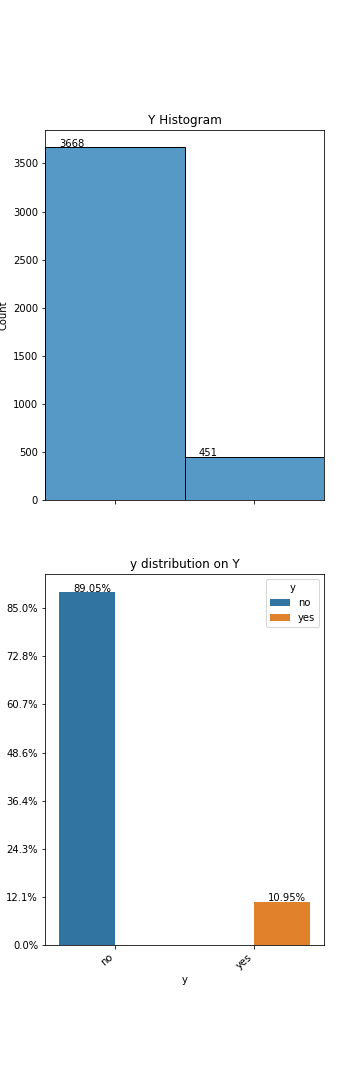 Y Histogram
3668
3500
3000
2500
2000
1500
1000
500
0
Count
451
y distribution on Y
89.05%
y
no
yes
85.0%
72.8%
60.7%
48.6%
36.4%
24.3%
12.1%
0.0%
10.95%
no
yes
y